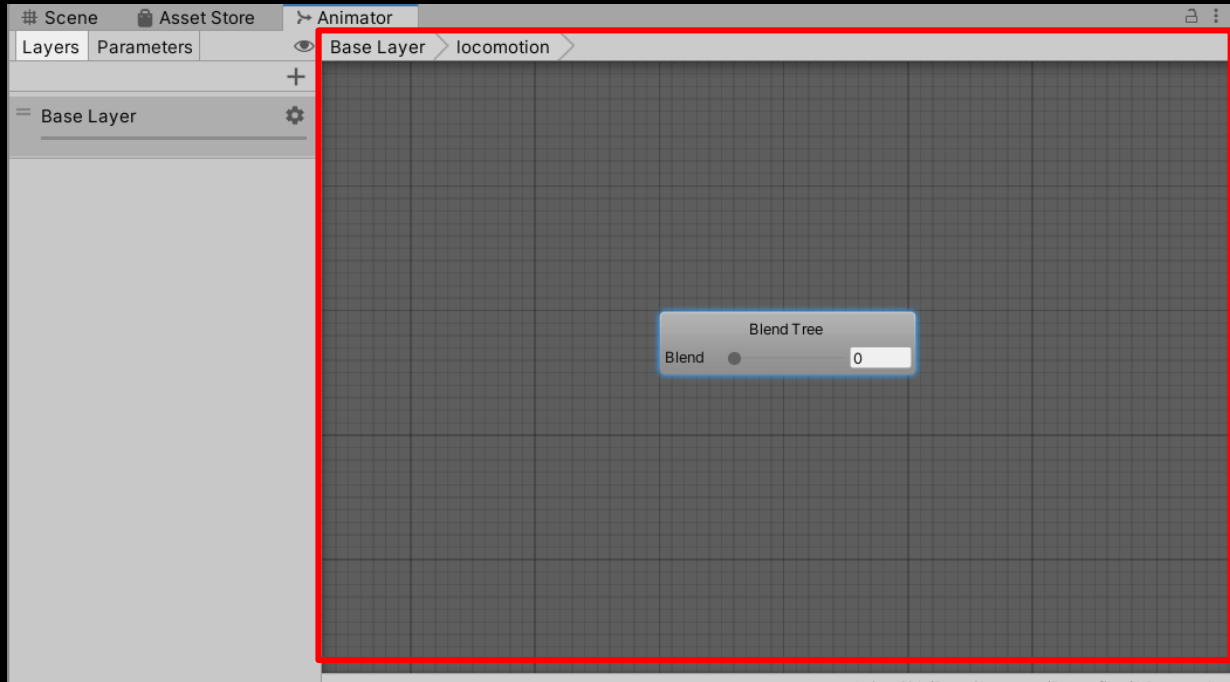 Scene Asset Store Animator
Layers Parameters Base Layer locomotion
Base Layer
Blend Tree
Blend 0